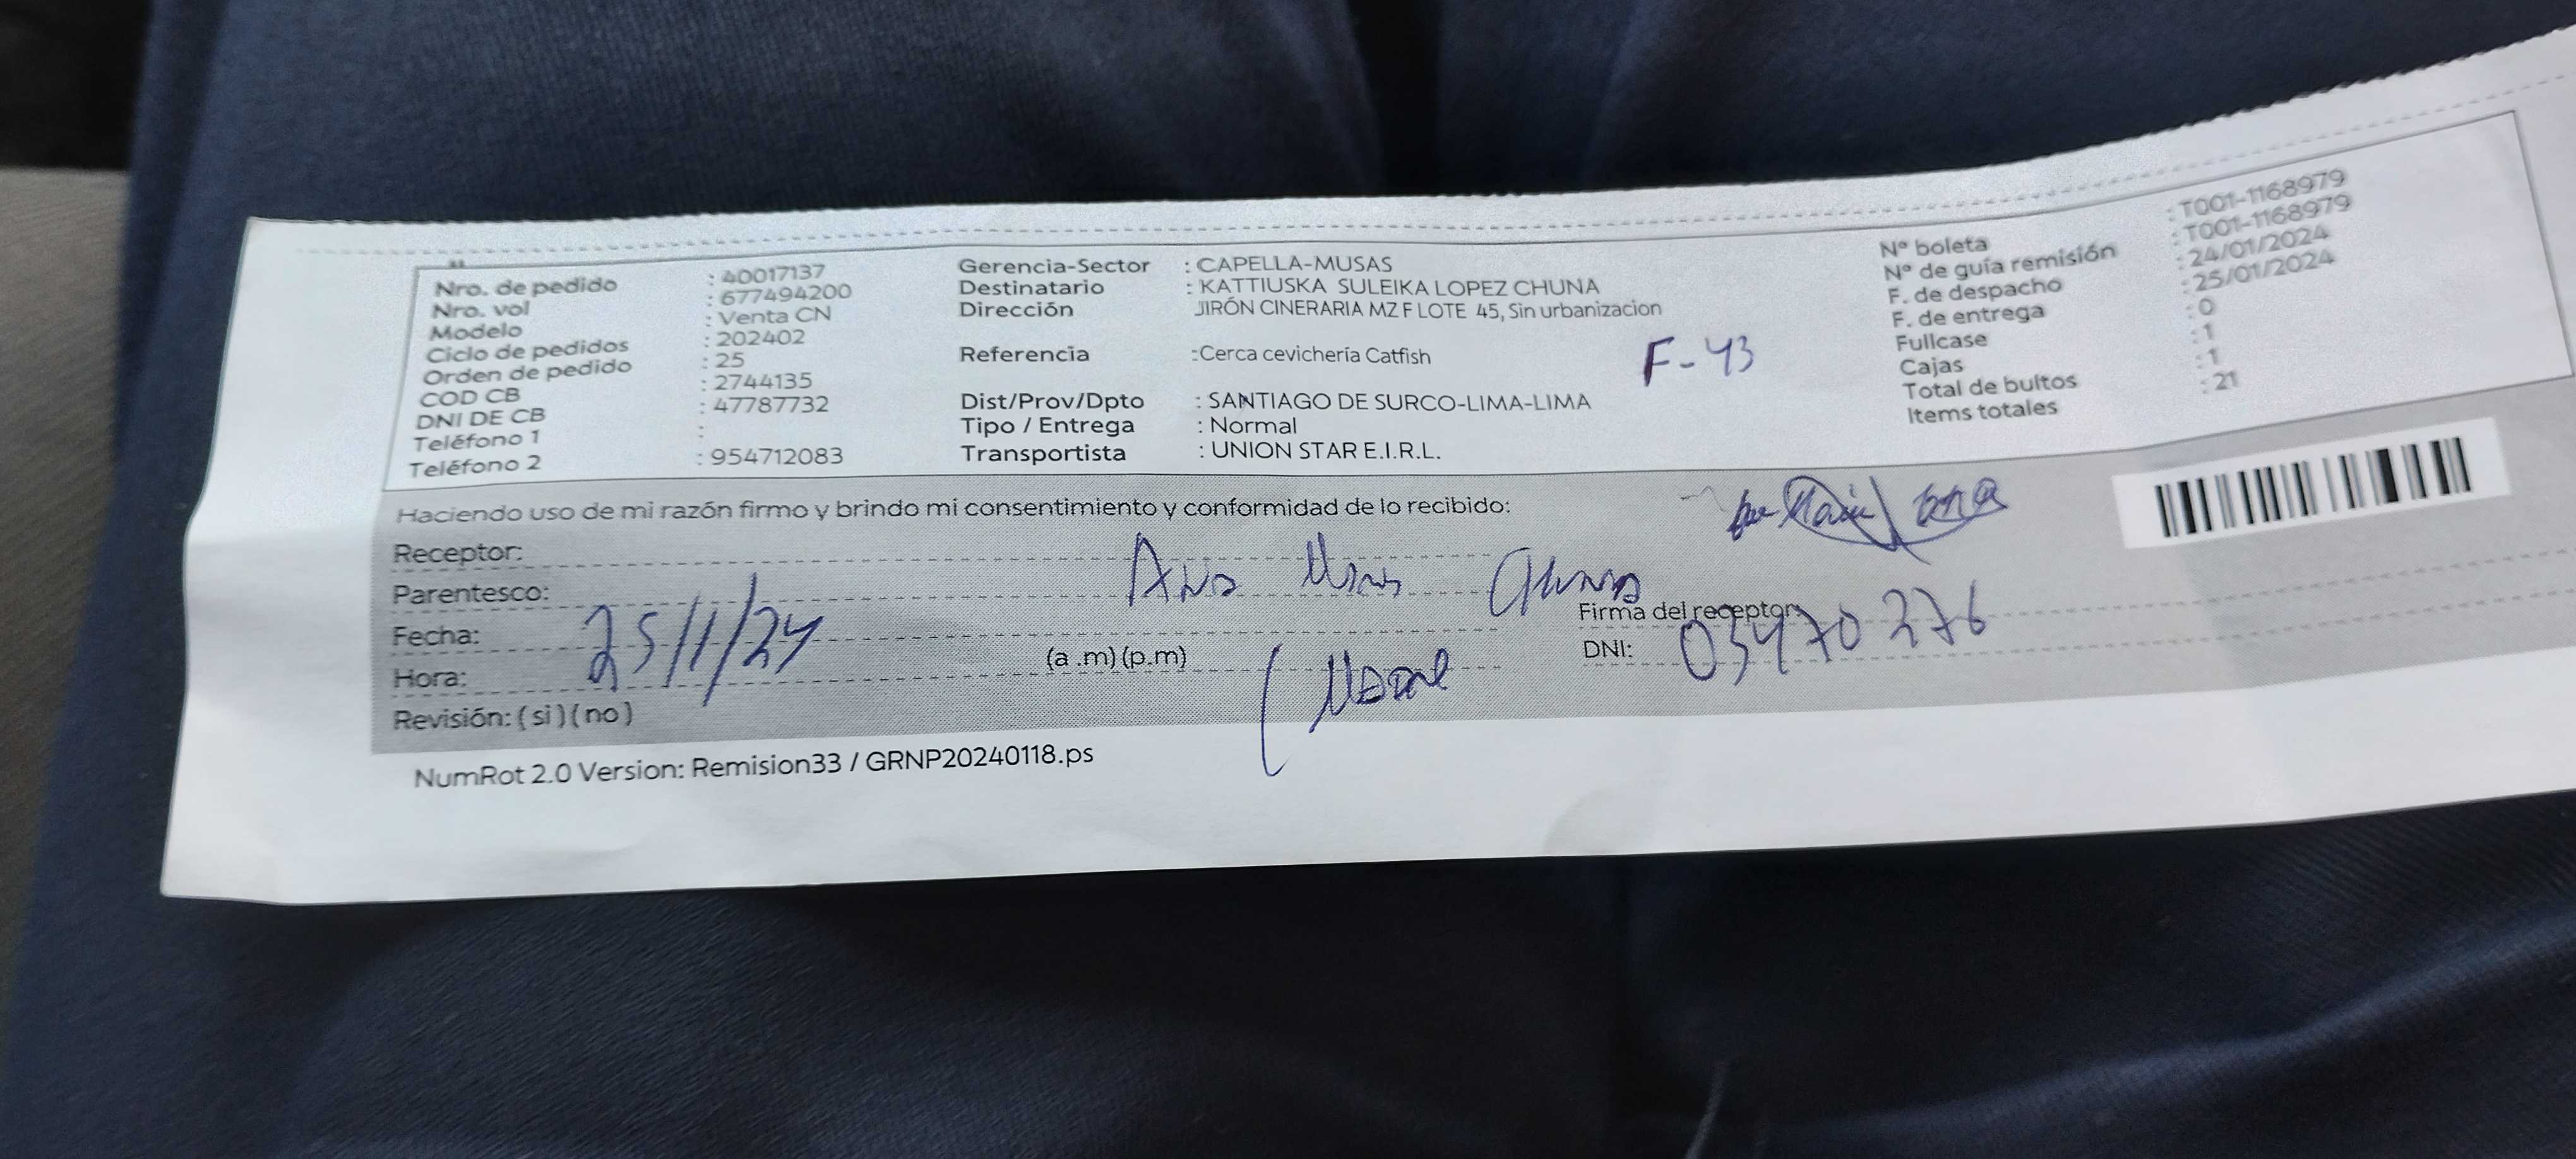 Nro. de pedido : 40017137
Nro. vol : 677494200
Modelo : Venta CN
Ciclo de pedidos : 202402
Orden de pedido : 25
COD CB : 2744135
DNI DE CB : 47787732
Teléfono 1 :
Teléfono 2 : 954712083
Gerencia-Sector : CAPELLA-MUSAS
Destinatario : KATTIUSKA SULEIKA LOPEZ CHUNA
Dirección JIRÓN CINERARIA MZ F LOTE 45, Sin urbanizacion
Referencia :Cerca cevichería Catfish
F-43
Dist/Prov/Dpto : SANTIAGO DE SURCO-LIMA-LIMA
Tipo / Entrega : Normal
Transportista : UNION STAR E.I.R.L.
Nº boleta : T001-1168979
Nº de guía remisión : T001-1168979
F. de despacho : 24/01/2024
F. de entrega : 25/01/2024
Fullcase : 0
Cajas : 1
Total de bultos : 1
Items totales : 21
Haciendo uso de mi razón firmo y brindo mi consentimiento y conformidad de lo recibido:
Receptor:
Parentesco: Ana
Fecha: 25/1/24
Hora: (a .m) (p.m)
Revisión: ( si ) ( no )
Firma del receptor:
DNI: 03470276
NumRot 2.0 Version: Remision33 / GRNP20240118.ps